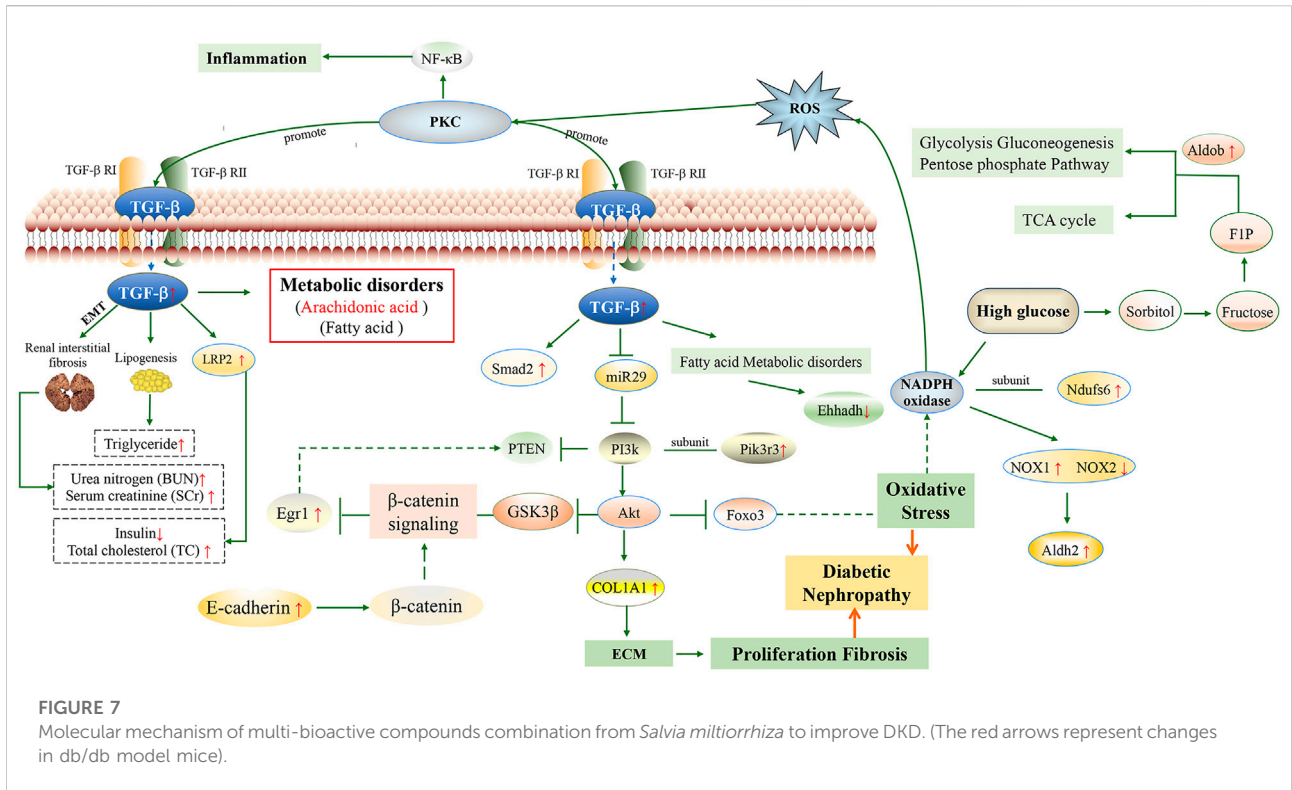 Inflammation
NF-κB
PKC
ROS
promote
promote
TGF-β RI
TGF-β RII
TGF-β RI
TGF-β RII
TGF-β
TGF-β
Glycolysis Gluconeogenesis
Pentose phosphate Pathway
Aldob ↑
TCA cycle
F1P
High glucose
Sorbitol
Fructose
TGF-β↑
Metabolic disorders
(Arachidonic acid )
(Fatty acid )
EMT
Renal interstitial
fibrosis
Lipogenesis
LRP2 ↑
Triglyceride↑
Urea nitrogen (BUN)↑
Serum creatinine (SCr) ↑
Insulin↓
Total cholesterol (TC) ↑
TGF-β↑
Smad2 ↑
miR29
Fatty acid Metabolic disorders
Ehhadh↓
NADPH
oxidase
subunit
Ndufs6 ↑
NOX1 ↑ NOX2 ↓
Aldh2 ↑
PTEN
PI3k
subunit
Pik3r3↑
Egr1 ↑
β-catenin
signaling
GSK3β
Akt
Foxo3
Oxidative
Stress
E-cadherin ↑
β-catenin
COL1A1 ↑
Diabetic
Nephropathy
ECM
Proliferation Fibrosis
FIGURE 7
Molecular mechanism of multi-bioactive compounds combination from Salvia miltiorrhiza to improve DKD. (The red arrows represent changes
in db/db model mice).